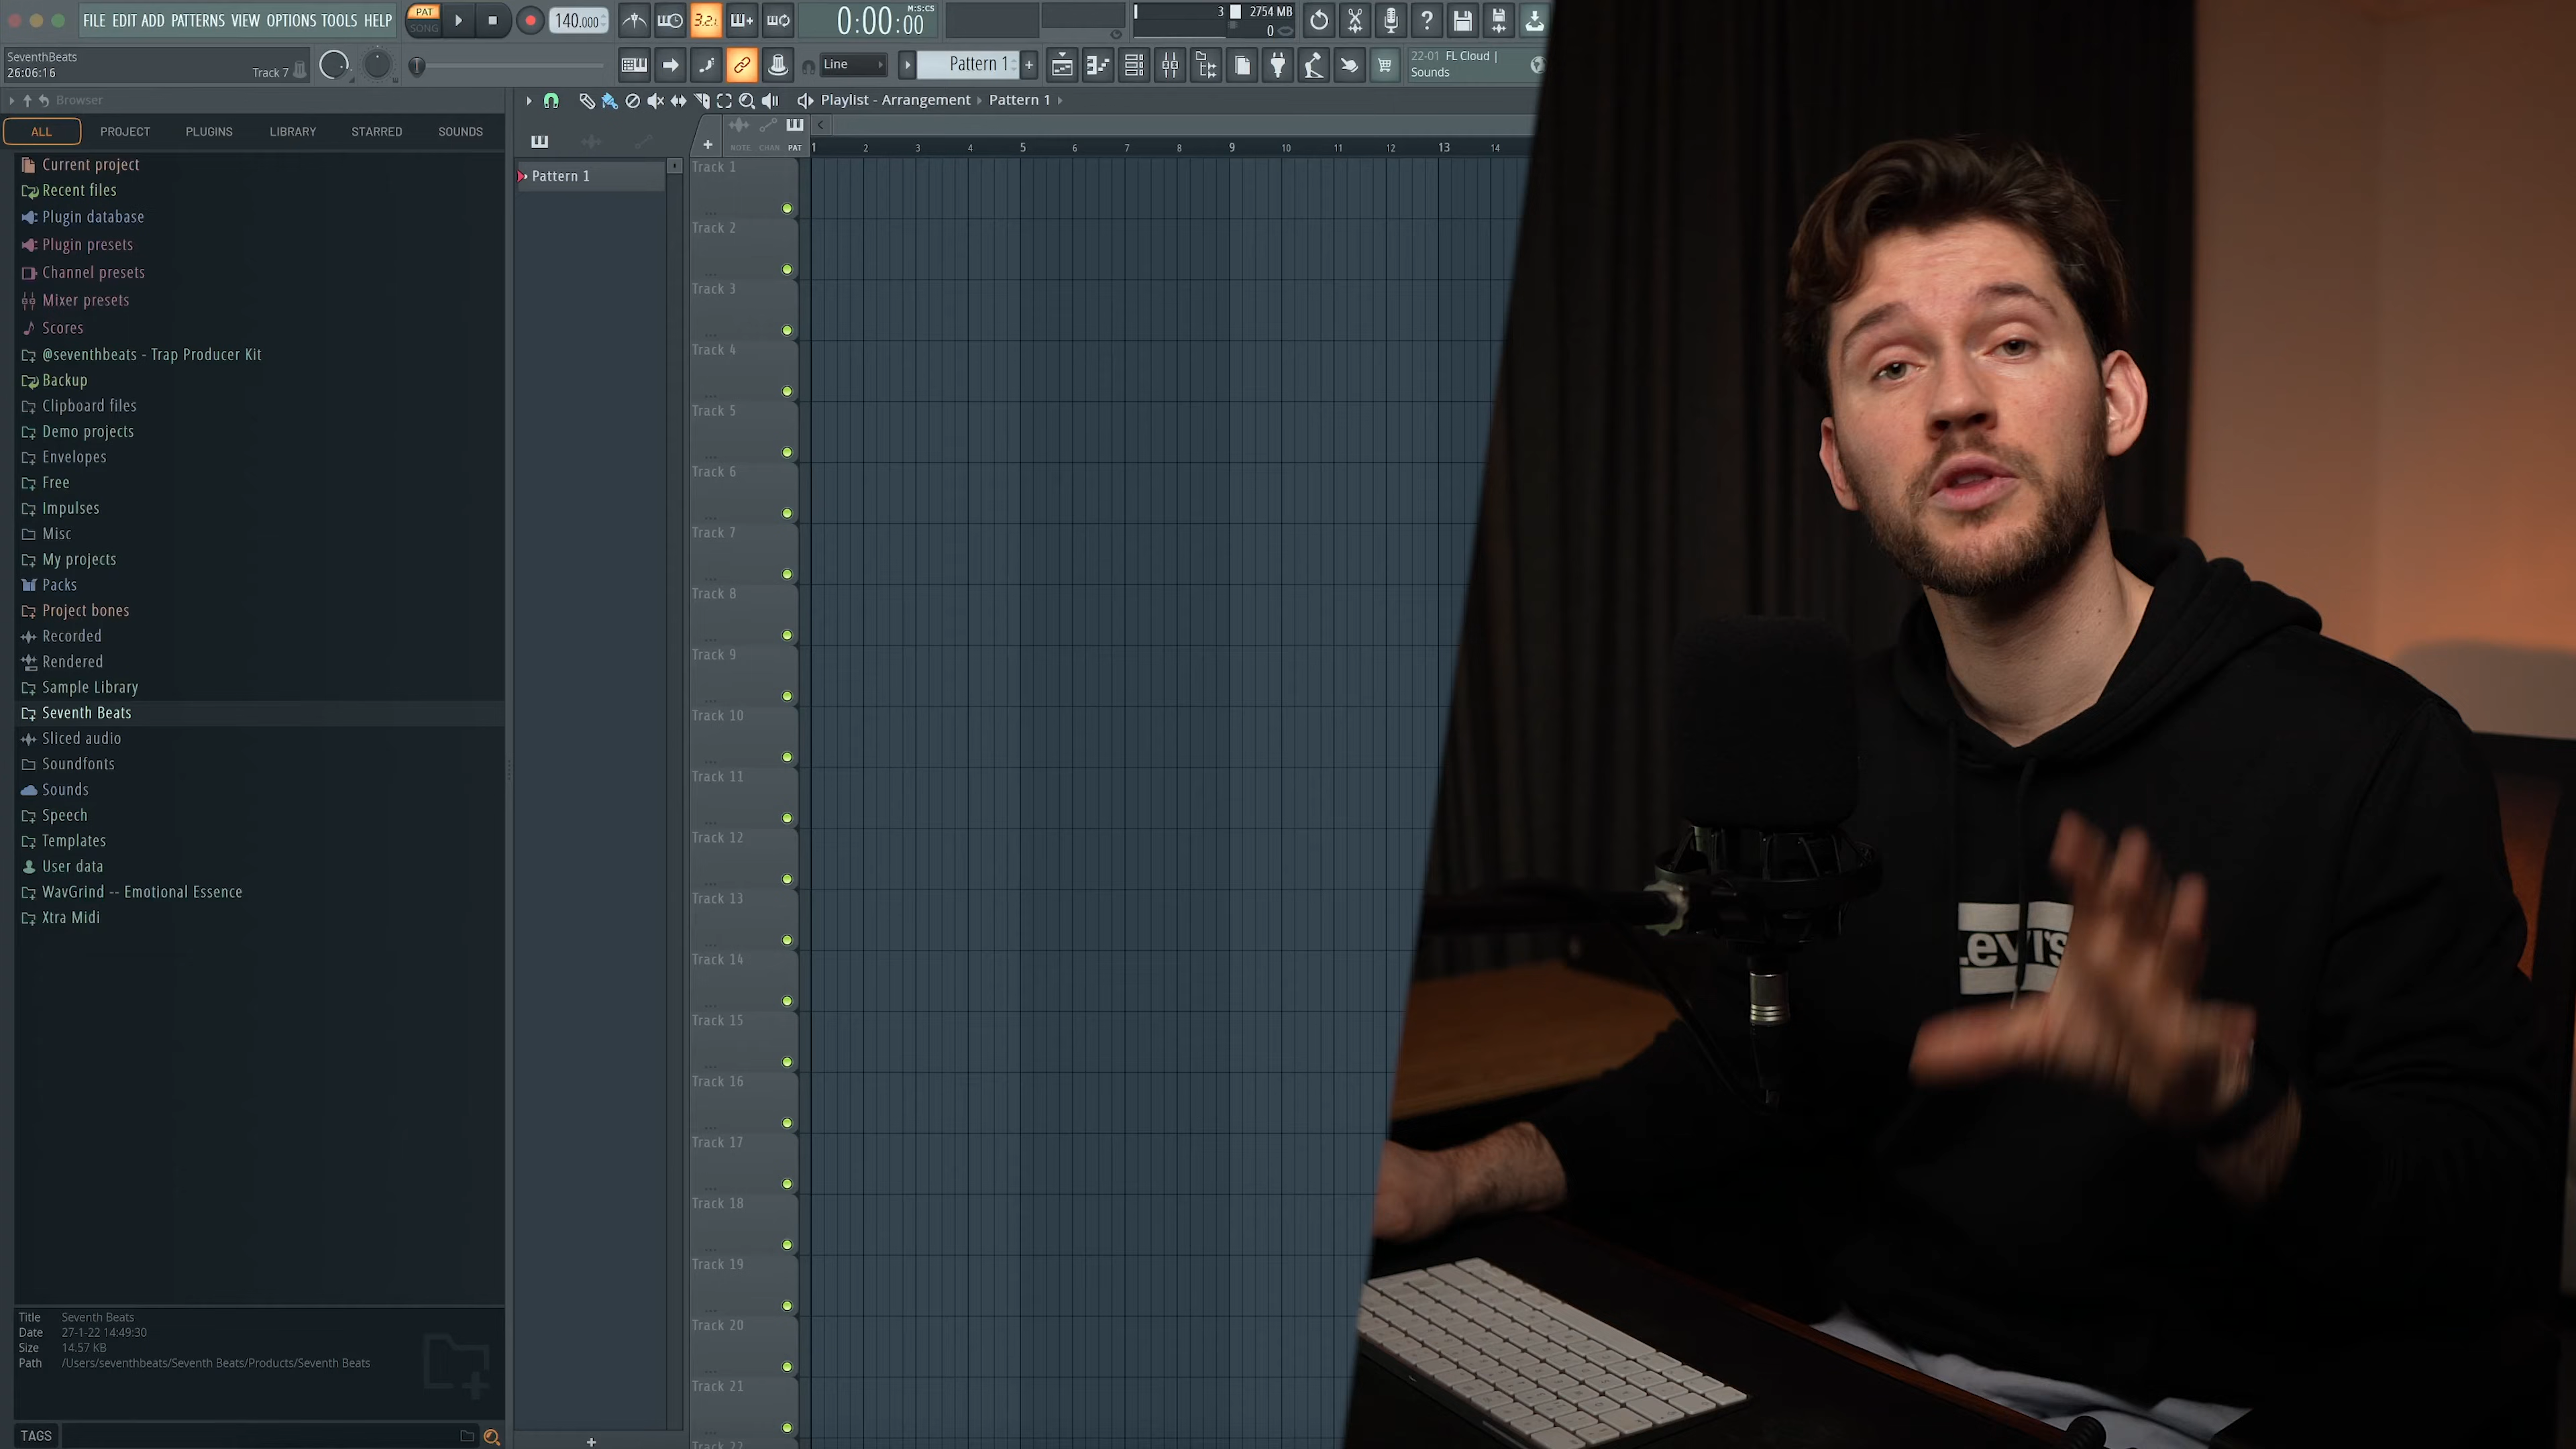 FILE EDIT ADD PATTERNS VIEW OPTIONS TOOLS HELP
PAT
SONG
140.000
3.2.1
0:00:00
M:S:CS
3
2754 MB
0
SeventhBeats
26:06:16
Track 7
Line
Pattern 1
+
22-01 FL Cloud |
Sounds
Browser
Playlist - Arrangement › Pattern 1 ›
ALL PROJECT PLUGINS LIBRARY STARRED SOUNDS
NOTE CHAN PAT
1 2 3 4 5 6 7 8 9 10 11 12 13 14
Current project
Recent files
Plugin database
Plugin presets
Channel presets
Mixer presets
Scores
@seventhbeats - Trap Producer Kit
Backup
Clipboard files
Demo projects
Envelopes
Free
Impulses
Misc
My projects
Packs
Project bones
Recorded
Rendered
Sample Library
Seventh Beats
Sliced audio
Soundfonts
Sounds
Speech
Templates
User data
WavGrind -- Emotional Essence
Xtra Midi
Pattern 1
Track 1
Track 2
Track 3
Track 4
Track 5
Track 6
Track 7
Track 8
Track 9
Track 10
Track 11
Track 12
Track 13
Track 14
Track 15
Track 16
Track 17
Track 18
Track 19
Track 20
Track 21
Track 22
Title Seventh Beats
Date 27-1-22 14:49:30
Size 14.57 KB
Path /Users/seventhbeats/Seventh Beats/Products/Seventh Beats
TAGS
Levi's